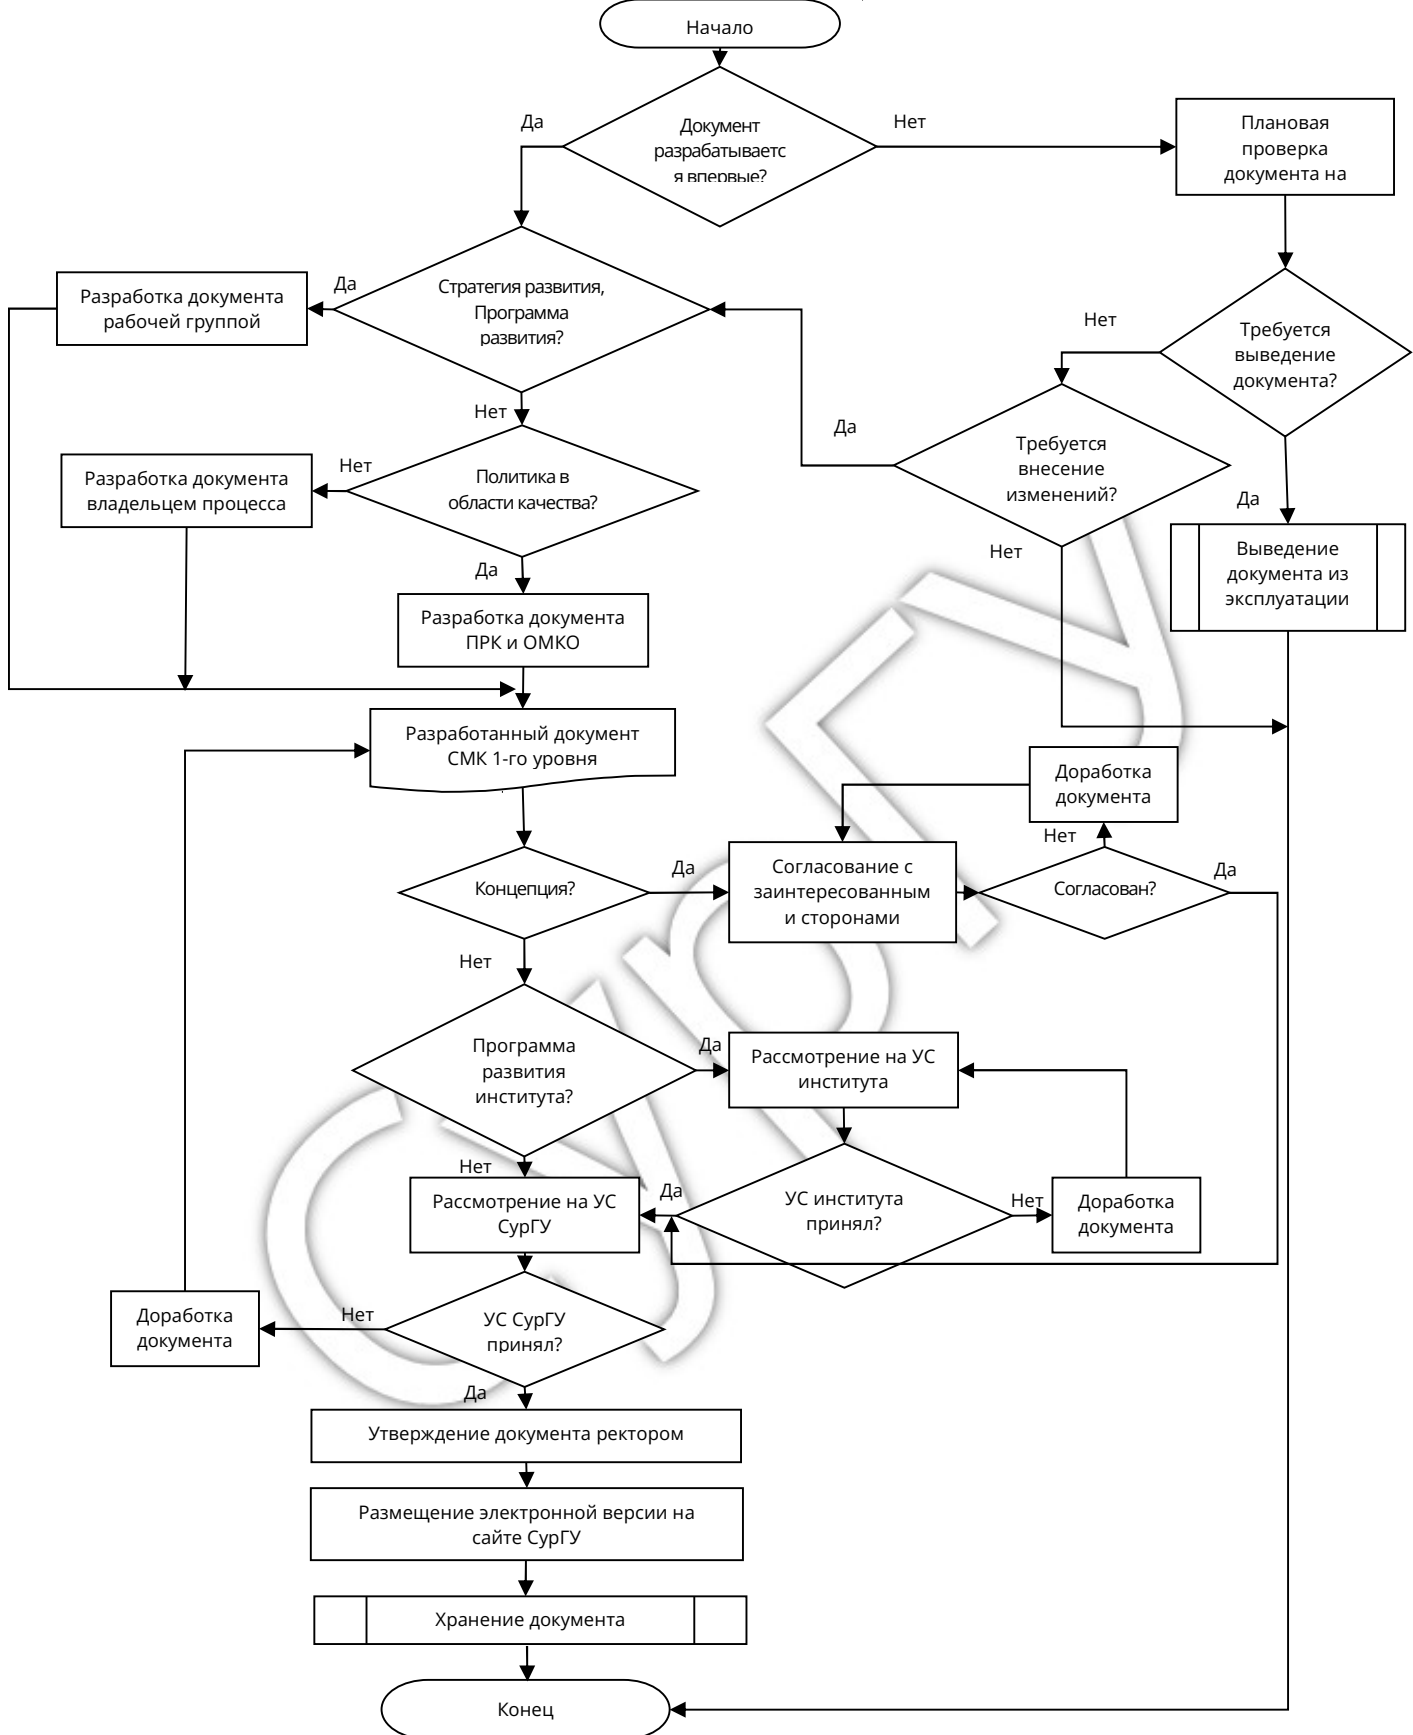 Начало
Да
Документ
разрабатываетс
я впервые?
Нет
Плановая
проверка
документа на
Разработка документа
рабочей группой
Да
Стратегия развития,
Программа
развития?
Нет
Требуется
выведение
документа?
Нет
Да
Требуется
внесение
изменений?
Разработка документа
владельцем процесса
Нет
Политика в
области качества?
Да
Выведение
документа из
эксплуатации
Нет
Да
Разработка документа
ПРК и ОМКО
Разработанный документ
СМК 1-го уровня
Доработка
документа
Нет
Концепция?
Да
Согласование с
заинтересованным
и сторонами
Согласован?
Да
Нет
Программа
развития
института?
Да
Рассмотрение на УС
института
Нет
Рассмотрение на УС
СурГУ
Да
УС института
принял?
Нет
Доработка
документа
Доработка
документа
Нет
УС СурГУ
принял?
Да
Утверждение документа ректором
Размещение электронной версии на
сайте СурГУ
Хранение документа
Конец
СурГУ